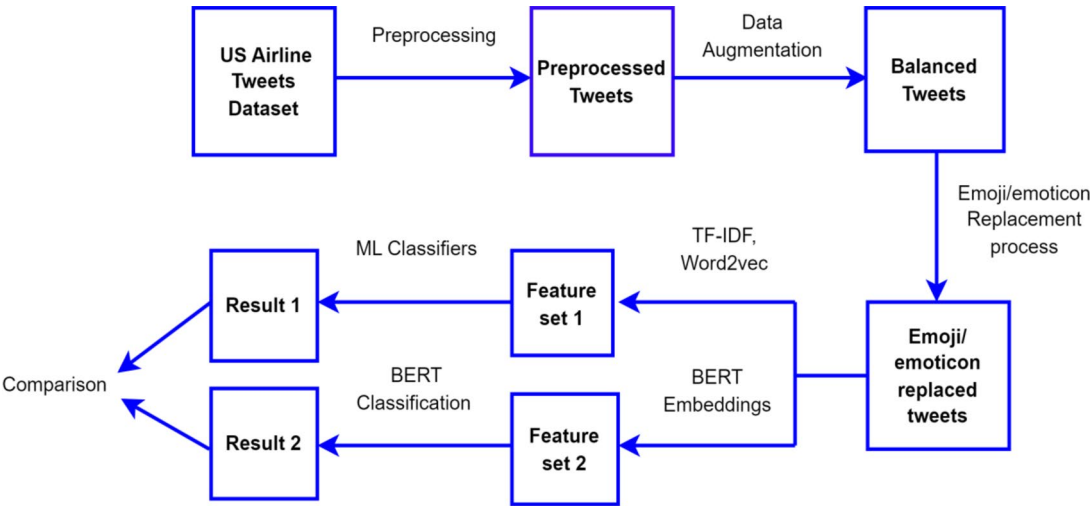 US Airline
Tweets
Dataset
Preprocessing
Preprocessed
Tweets
Data
Augmentation
Balanced
Tweets
Emoji/emoticon
Replacement
process
Emoji/
emoticon
replaced
tweets
TF-IDF,
Word2vec
Feature
set 1
ML Classifiers
Result 1
BERT
Embeddings
Feature
set 2
BERT
Classification
Result 2
Comparison